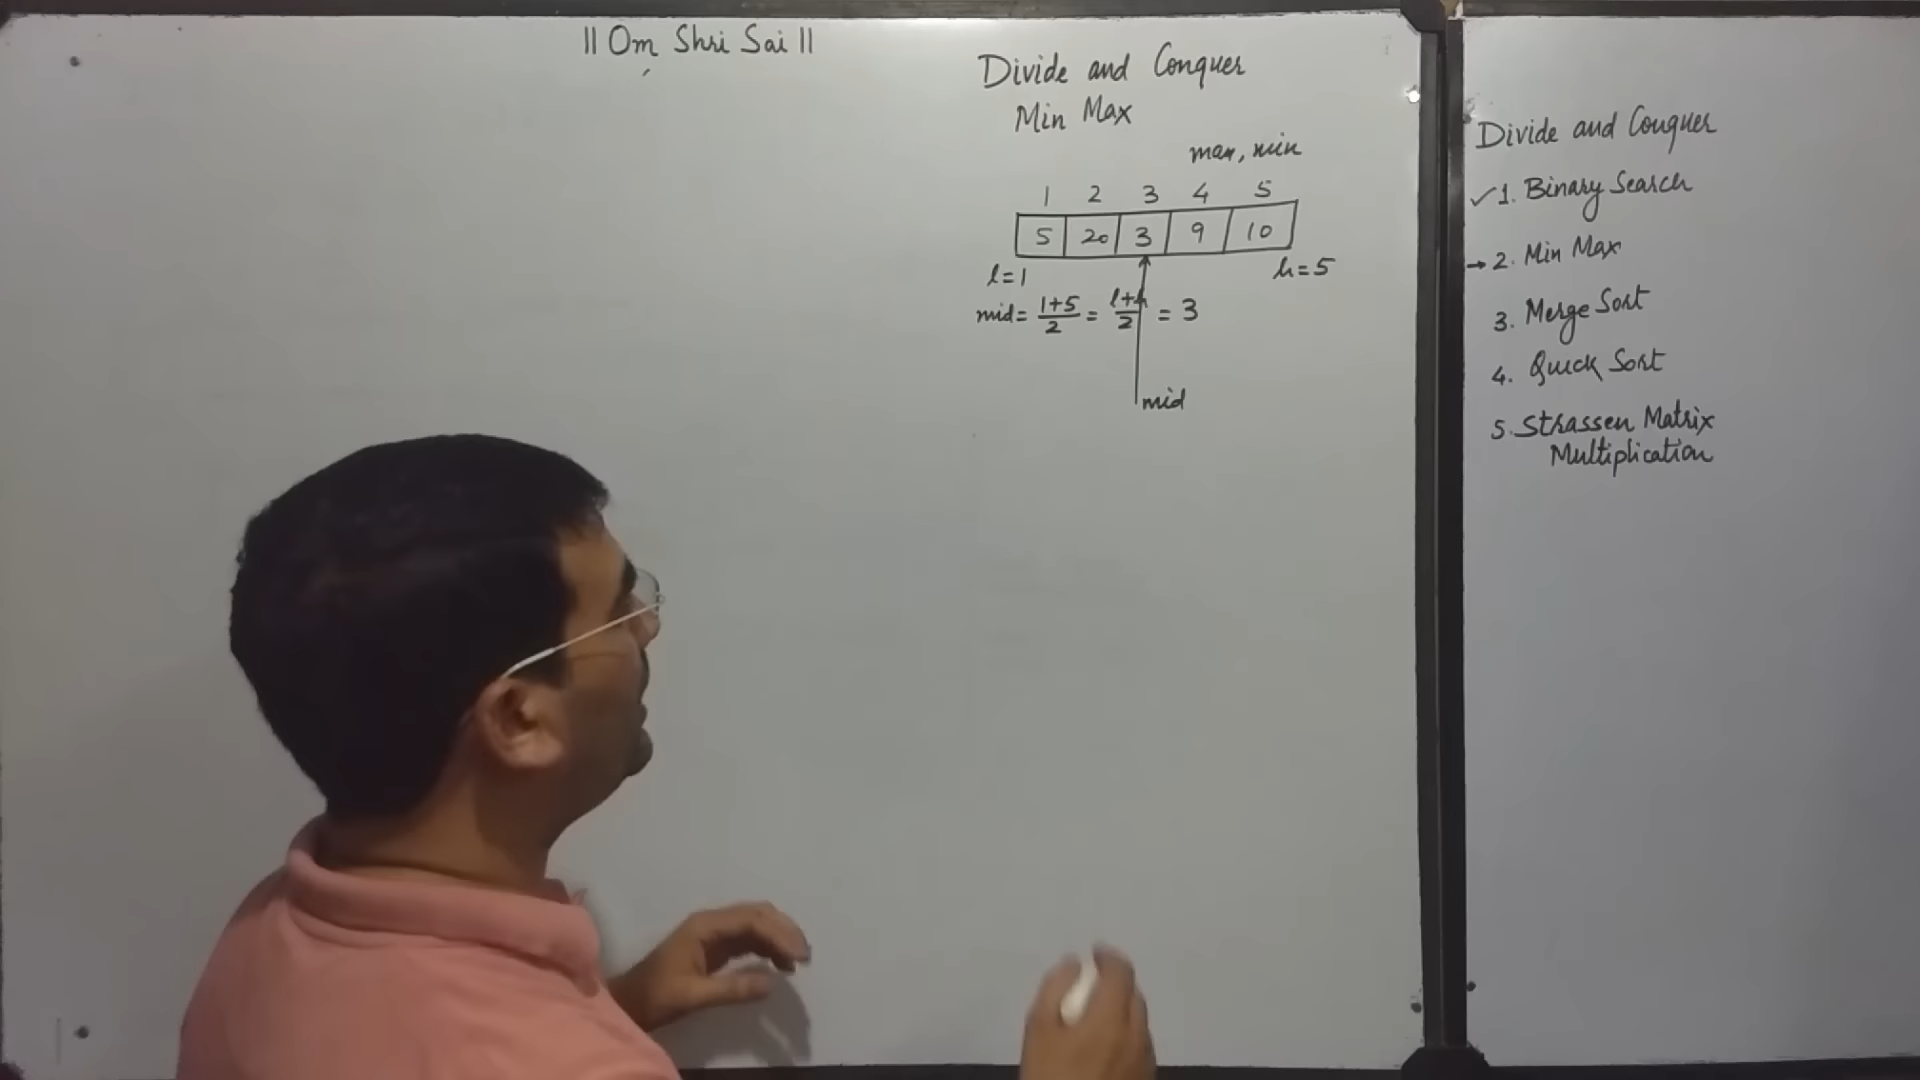 || Om Shri Sai ||
Divide and Conquer
Min Max
max, min
1 2 3 4 5
5 20 3 9 10
l=1 h=5
mid= 1+5/2 = l+h/2 = 3
mid
Divide and Conquer
✓1. Binary Search
→2. Min Max
3. Merge Sort
4. Quick Sort
5. Strassen Matrix
Multiplication